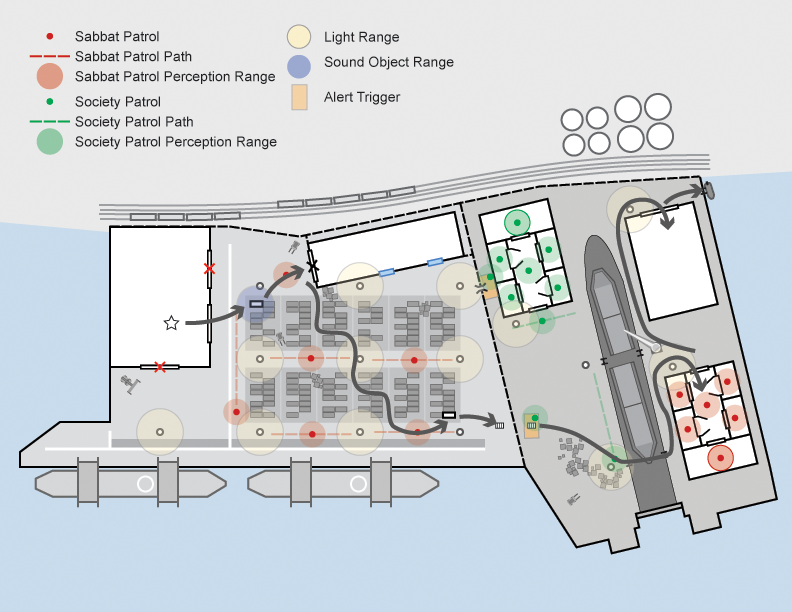 Sabbat Patrol
Sabbat Patrol Path
Sabbat Patrol Perception Range
Society Patrol
Society Patrol Path
Society Patrol Perception Range
Light Range
Sound Object Range
Alert Trigger